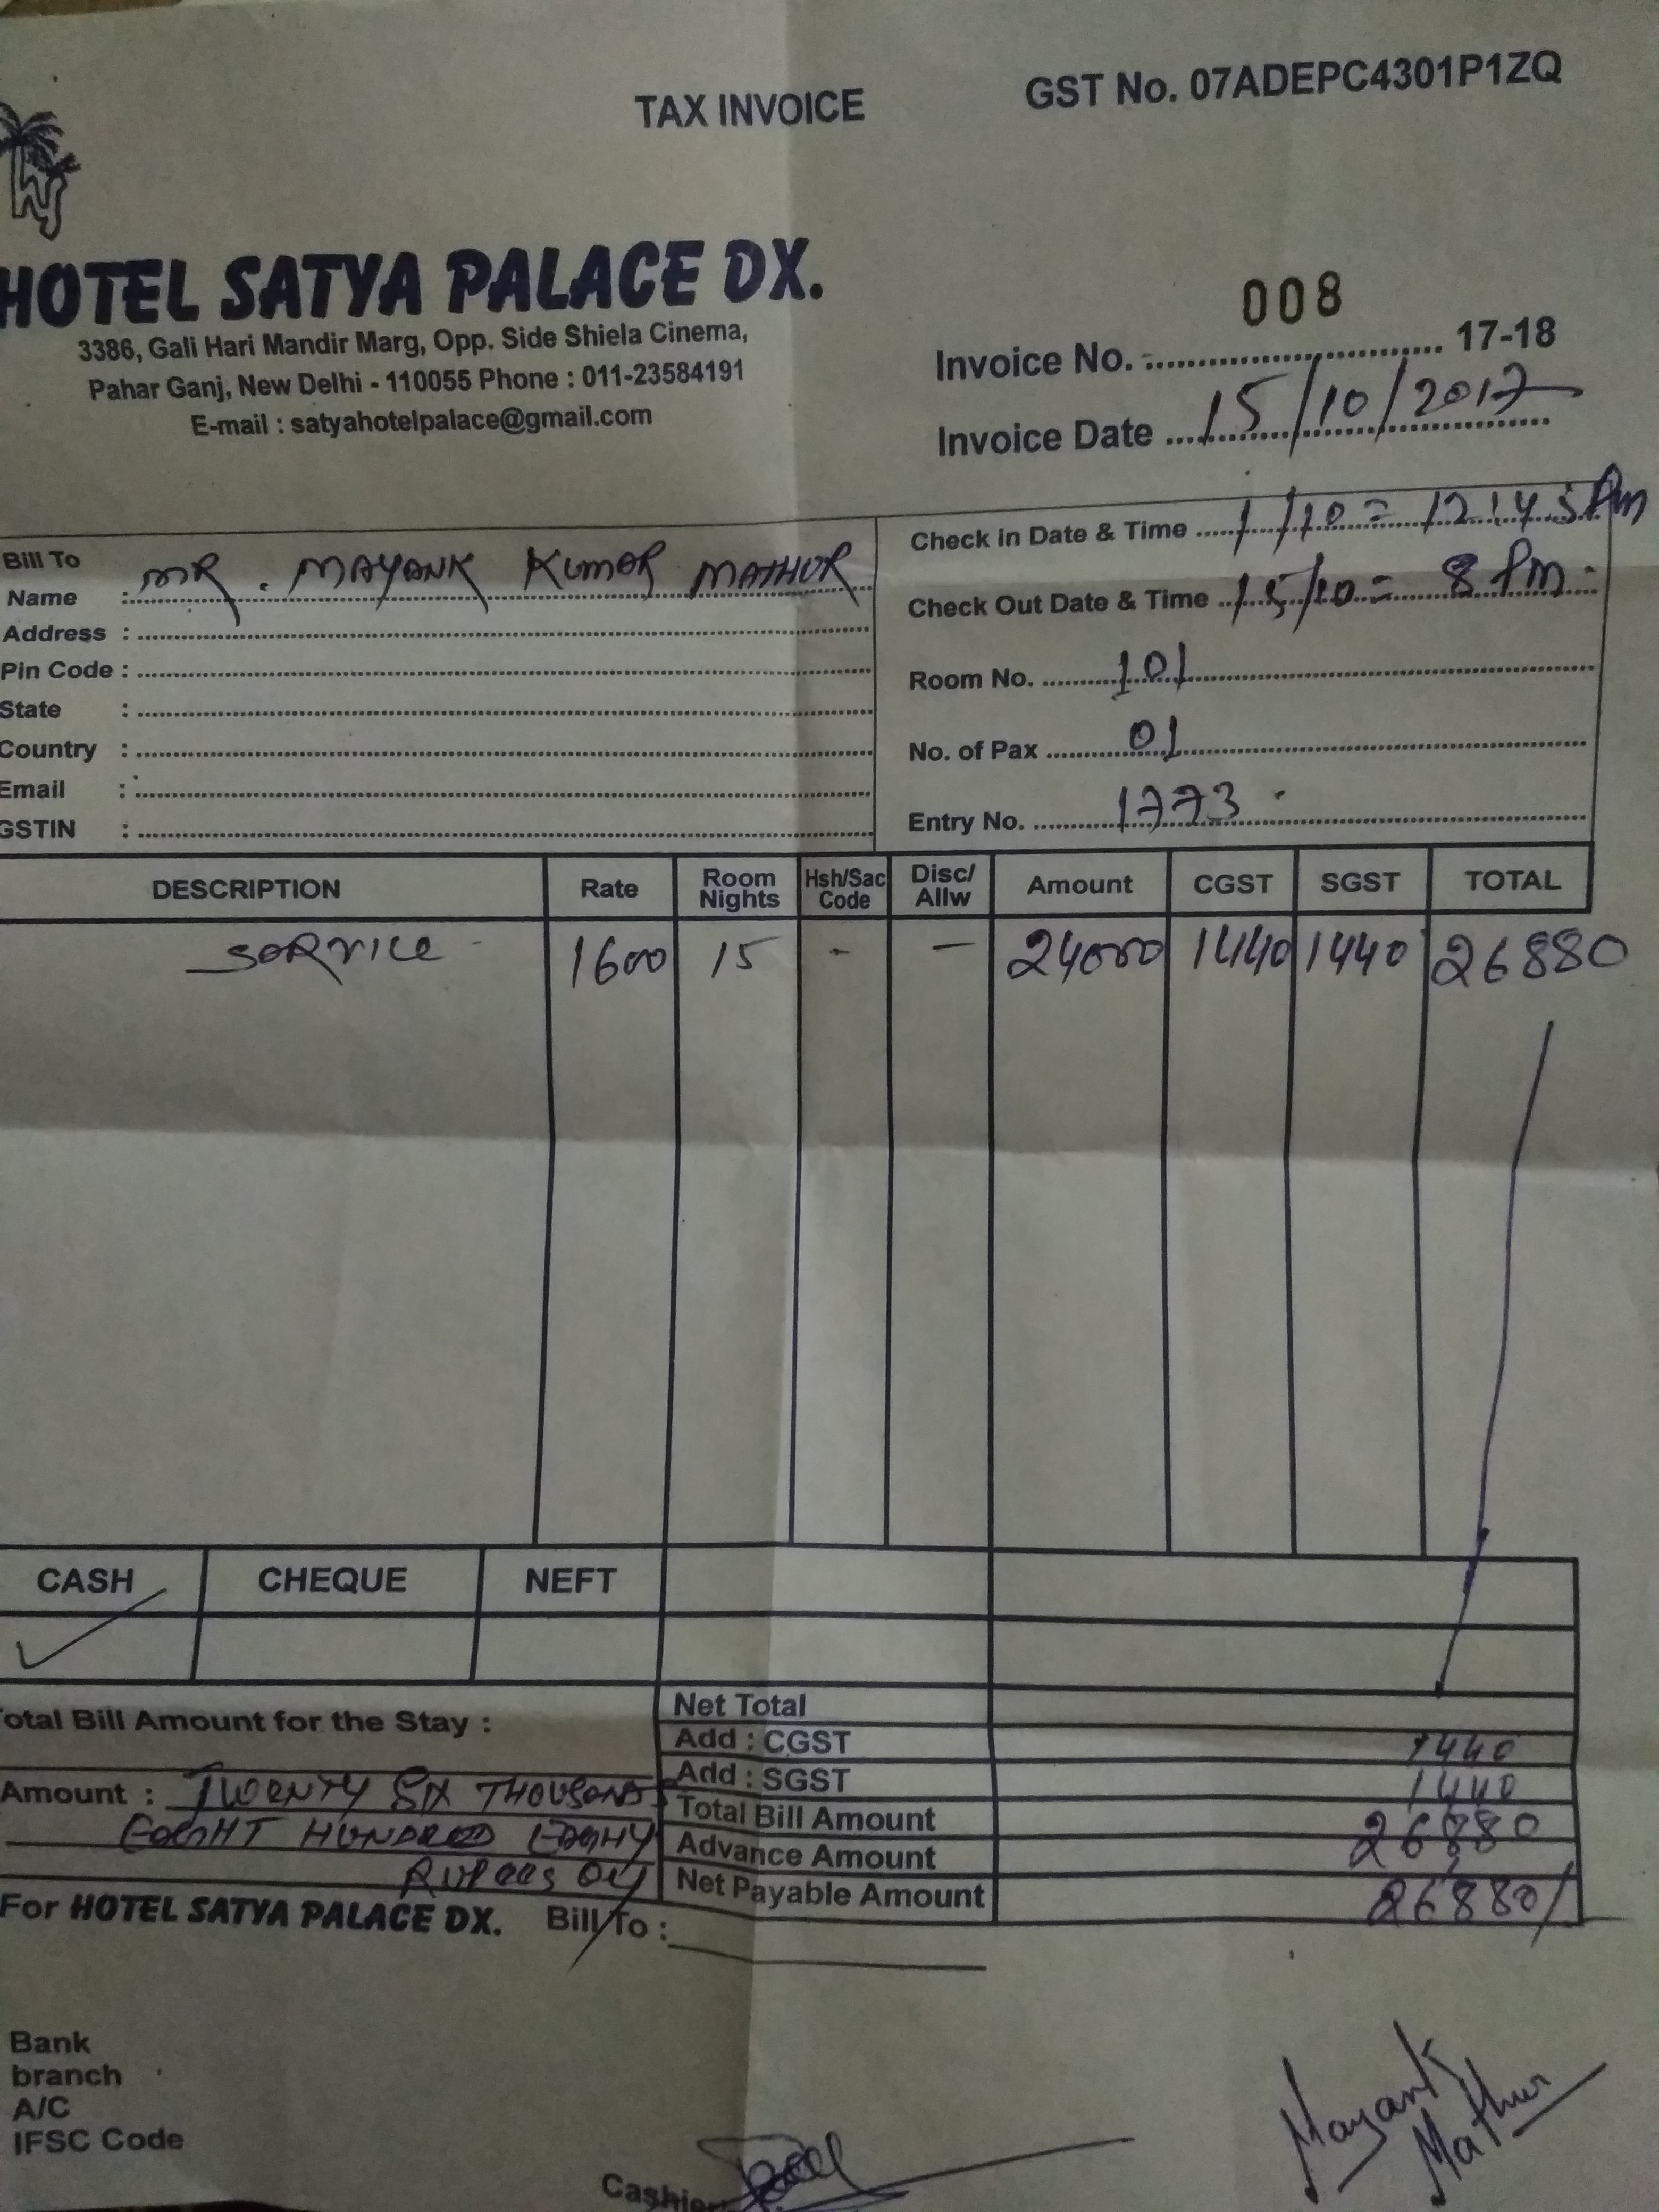 TAX INVOICE
GST No. 07ADEPC4301P1ZQ
HOTEL SATYA PALACE DX.
3386, Gali Hari Mandir Marg, Opp. Side Shiela Cinema,
Pahar Ganj, New Delhi - 110055 Phone : 011-23584191
E-mail : satyahotelpalace@gmail.com
Invoice No. 008 17-18
Invoice Date 15/10/2017
Bill To
Name : MR. MAYANK KUMAR MATHUR
Address :
Pin Code :
State :
Country :
Email :
GSTIN :
Check in Date & Time 1/10 = 12:45 Pm
Check Out Date & Time 15/10 = 8 Pm
Room No. 101
No. of Pax 01
Entry No. 1773
DESCRIPTION Rate Room Nights Hsh/Sac Code Disc/ Allw Amount CGST SGST TOTAL
SERVICE 1600 15 - - 24000 1440 1440 26880
CASH CHEQUE NEFT
otal Bill Amount for the Stay :
Amount : TWENTY SIX THOUSAND
EIGHT HUNDRED EIGHTY
RUPEES
Net Total
Add : CGST 1440
Add : SGST 1440
Total Bill Amount 26880
Advance Amount
Net Payable Amount 26880/
For HOTEL SATYA PALACE DX. Bill To :
Bank
branch
A/C
IFSC Code
Cashier
Mayank
Mathur